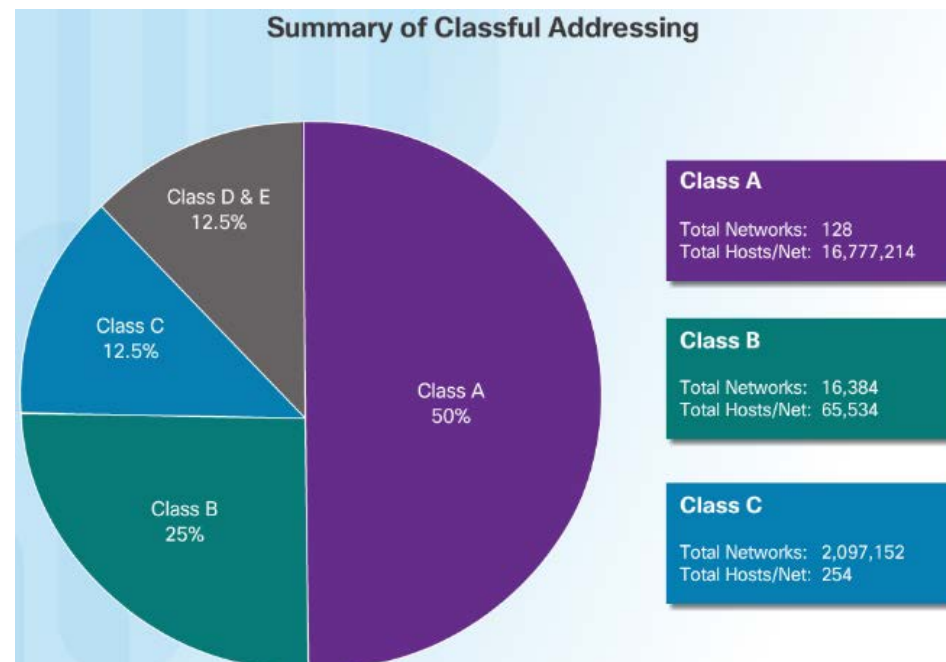 Summary of Classful Addressing
Class D & E
12.5%
Class C
12.5%
Class A
50%
Class B
25%
Class A
Total Networks: 128
Total Hosts/Net: 16,777,214
Class B
Total Networks: 16,384
Total Hosts/Net: 65,534
Class C
Total Networks: 2,097,152
Total Hosts/Net: 254